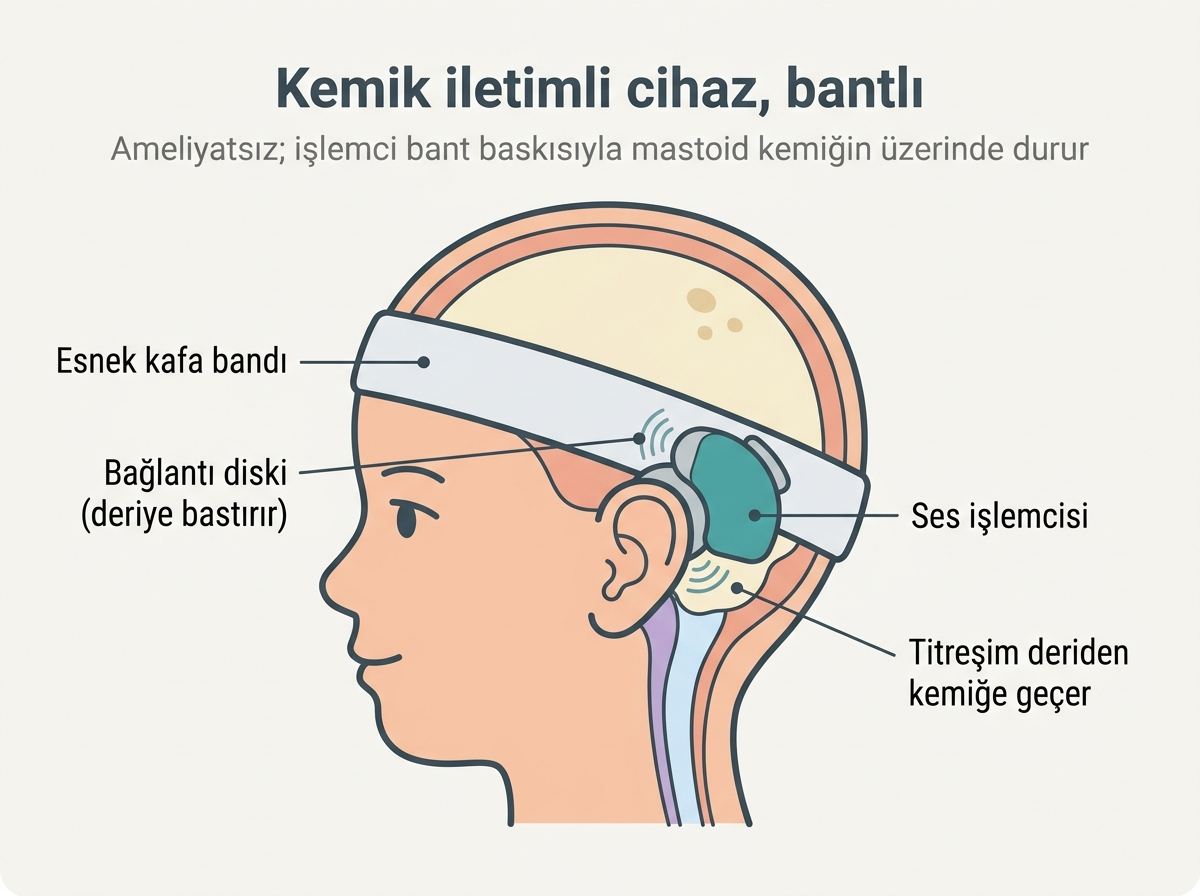 Kemik iletimli cihaz, bantlı
Ameliyatsız; işlemci bant baskısıyla mastoid kemiğin üzerinde durur
Esnek kafa bandı
Bağlantı diski
(deriye bastırır)
Ses işlemcisi
Titreşim deriden
kemiğe geçer